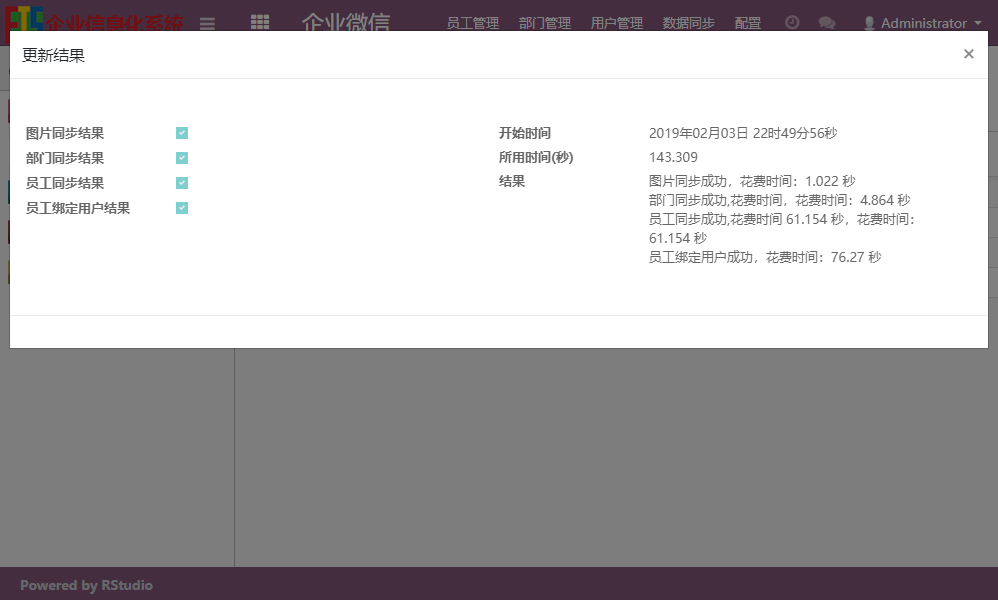 企业信息化系统
企业微信
员工管理 部门管理 用户管理 数据同步 配置 Administrator
更新结果
×
图片同步结果
部门同步结果
员工同步结果
员工绑定用户结果
开始时间 2019年02月03日 22时49分56秒
所用时间(秒) 143.309
结果 图片同步成功，花费时间：1.022 秒
部门同步成功,花费时间，花费时间：4.864 秒
员工同步成功,花费时间 61.154 秒，花费时间：
61.154 秒
员工绑定用户成功，花费时间：76.27 秒
Powered by RStudio